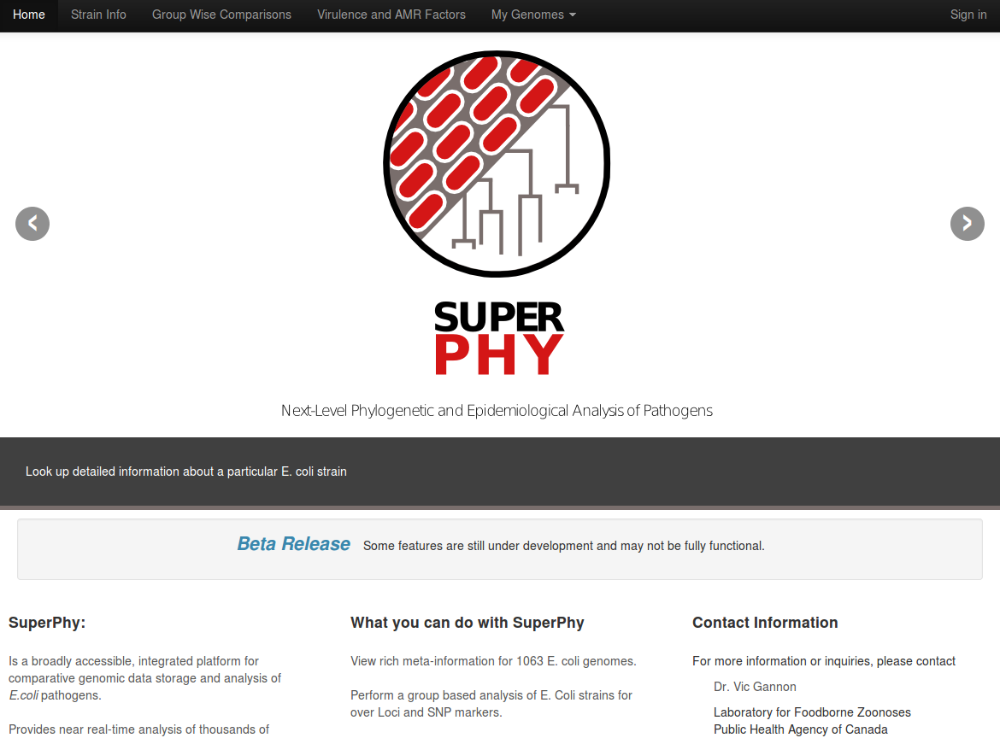 Home Strain Info Group Wise Comparisons Virulence and AMR Factors My Genomes Sign in
SUPER
PHY
Next-Level Phylogenetic and Epidemiological Analysis of Pathogens
Look up detailed information about a particular E. coli strain
Beta Release Some features are still under development and may not be fully functional.
SuperPhy:
Is a broadly accessible, integrated platform for
comparative genomic data storage and analysis of
E.coli pathogens.
Provides near real-time analysis of thousands of
What you can do with SuperPhy
View rich meta-information for 1063 E. coli genomes.
Perform a group based analysis of E. Coli strains for
over Loci and SNP markers.
Contact Information
For more information or inquiries, please contact
Dr. Vic Gannon
Laboratory for Foodborne Zoonoses
Public Health Agency of Canada